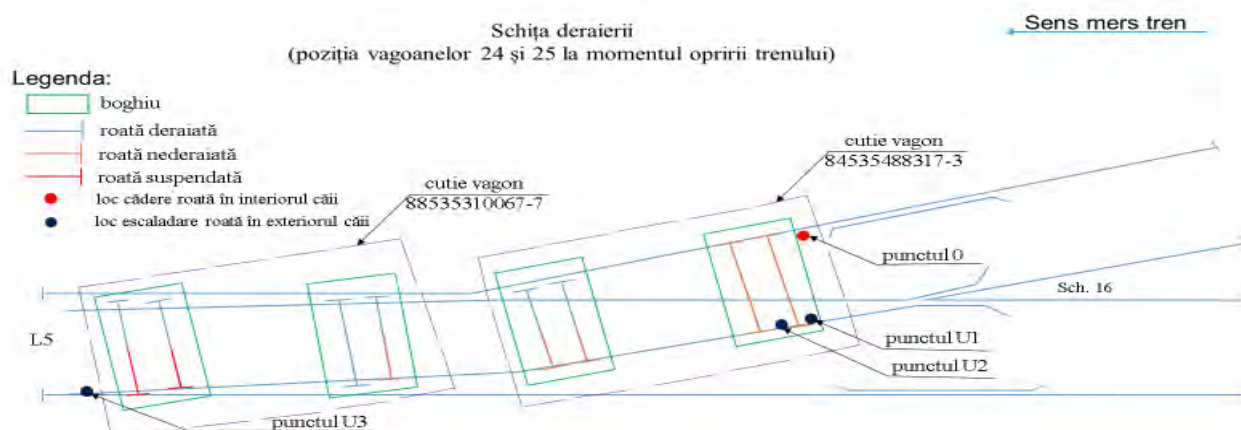 Schița deraierii
(poziția vagoanelor 24 și 25 la momentul opririi trenului)
Sens mers tren
Legenda:
boghiu
roată deraiată
roată nederaiată
roată suspendată
loc cădere roată în interiorul căii
loc escaladare roată în exteriorul căii
cutie vagon
88535310067-7
cutie vagon
84535488317-3
punctul 0
Sch. 16
L5
punctul U1
punctul U2
punctul U3